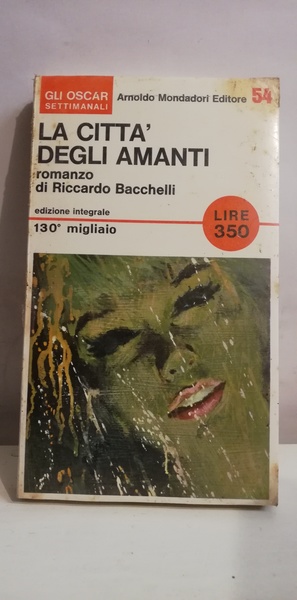 GLI OSCAR
SETTIMANALI
Arnoldo Mondadori Editore 54
LA CITTA'
DEGLI AMANTI
romanzo
di Riccardo Bacchelli
edizione integrale
LIRE
350
130° migliaio